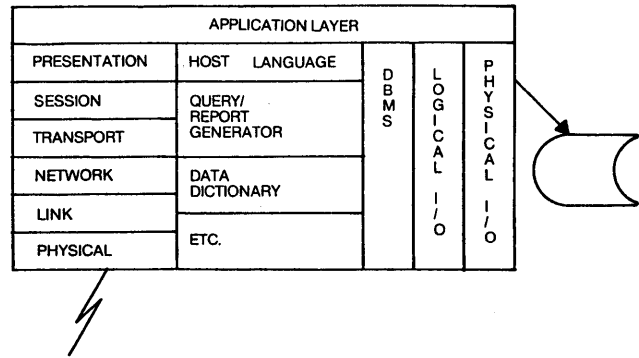 APPLICATION LAYER
PRESENTATION
SESSION
TRANSPORT
NETWORK
LINK
PHYSICAL
HOST LANGUAGE
QUERY/
REPORT
GENERATOR
DATA
DICTIONARY
ETC.
DBMS
LOGICAL I/O
PHYSICAL I/O